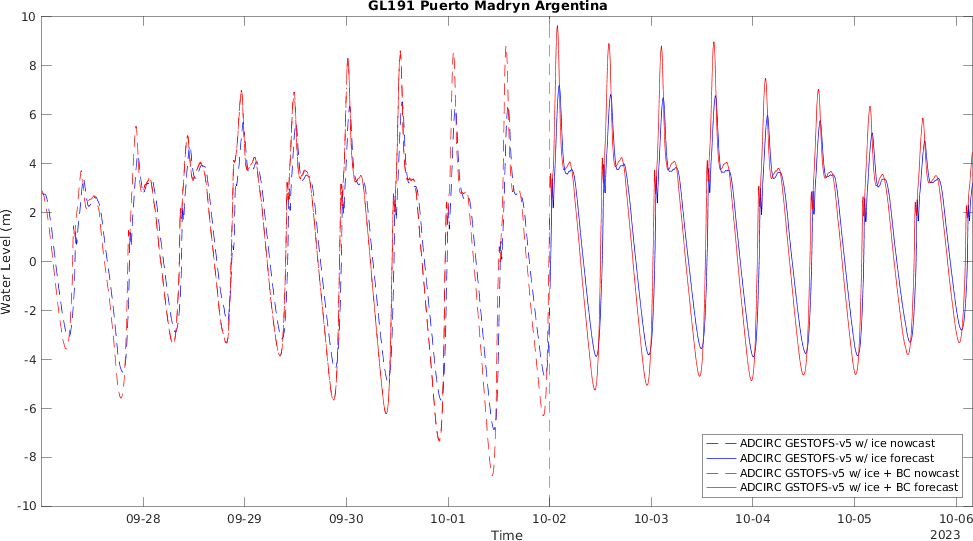 GL191 Puerto Madryn Argentina
10
8
6
4
2
0
-2
-4
-6
-8
-10
Water Level (m)
ADCIRC GESTOFS-v5 w/ ice nowcast
ADCIRC GESTOFS-v5 w/ ice forecast
ADCIRC GSTOFS-v5 w/ ice + BC nowcast
ADCIRC GSTOFS-v5 w/ ice + BC forecast
09-28 09-29 09-30 10-01 10-02 10-03 10-04 10-05 10-06
Time 2023